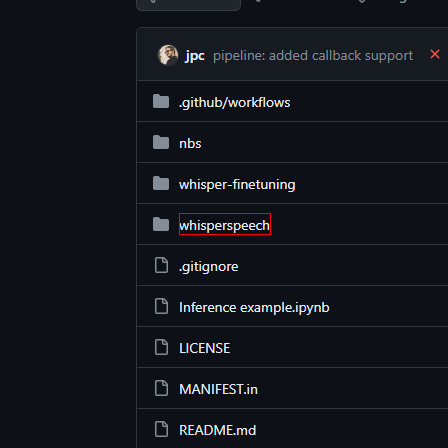 jpc pipeline: added callback support
.github/workflows
nbs
whisper-finetuning
whisperspeech
.gitignore
Inference example.ipynb
LICENSE
MANIFEST.in
README.md